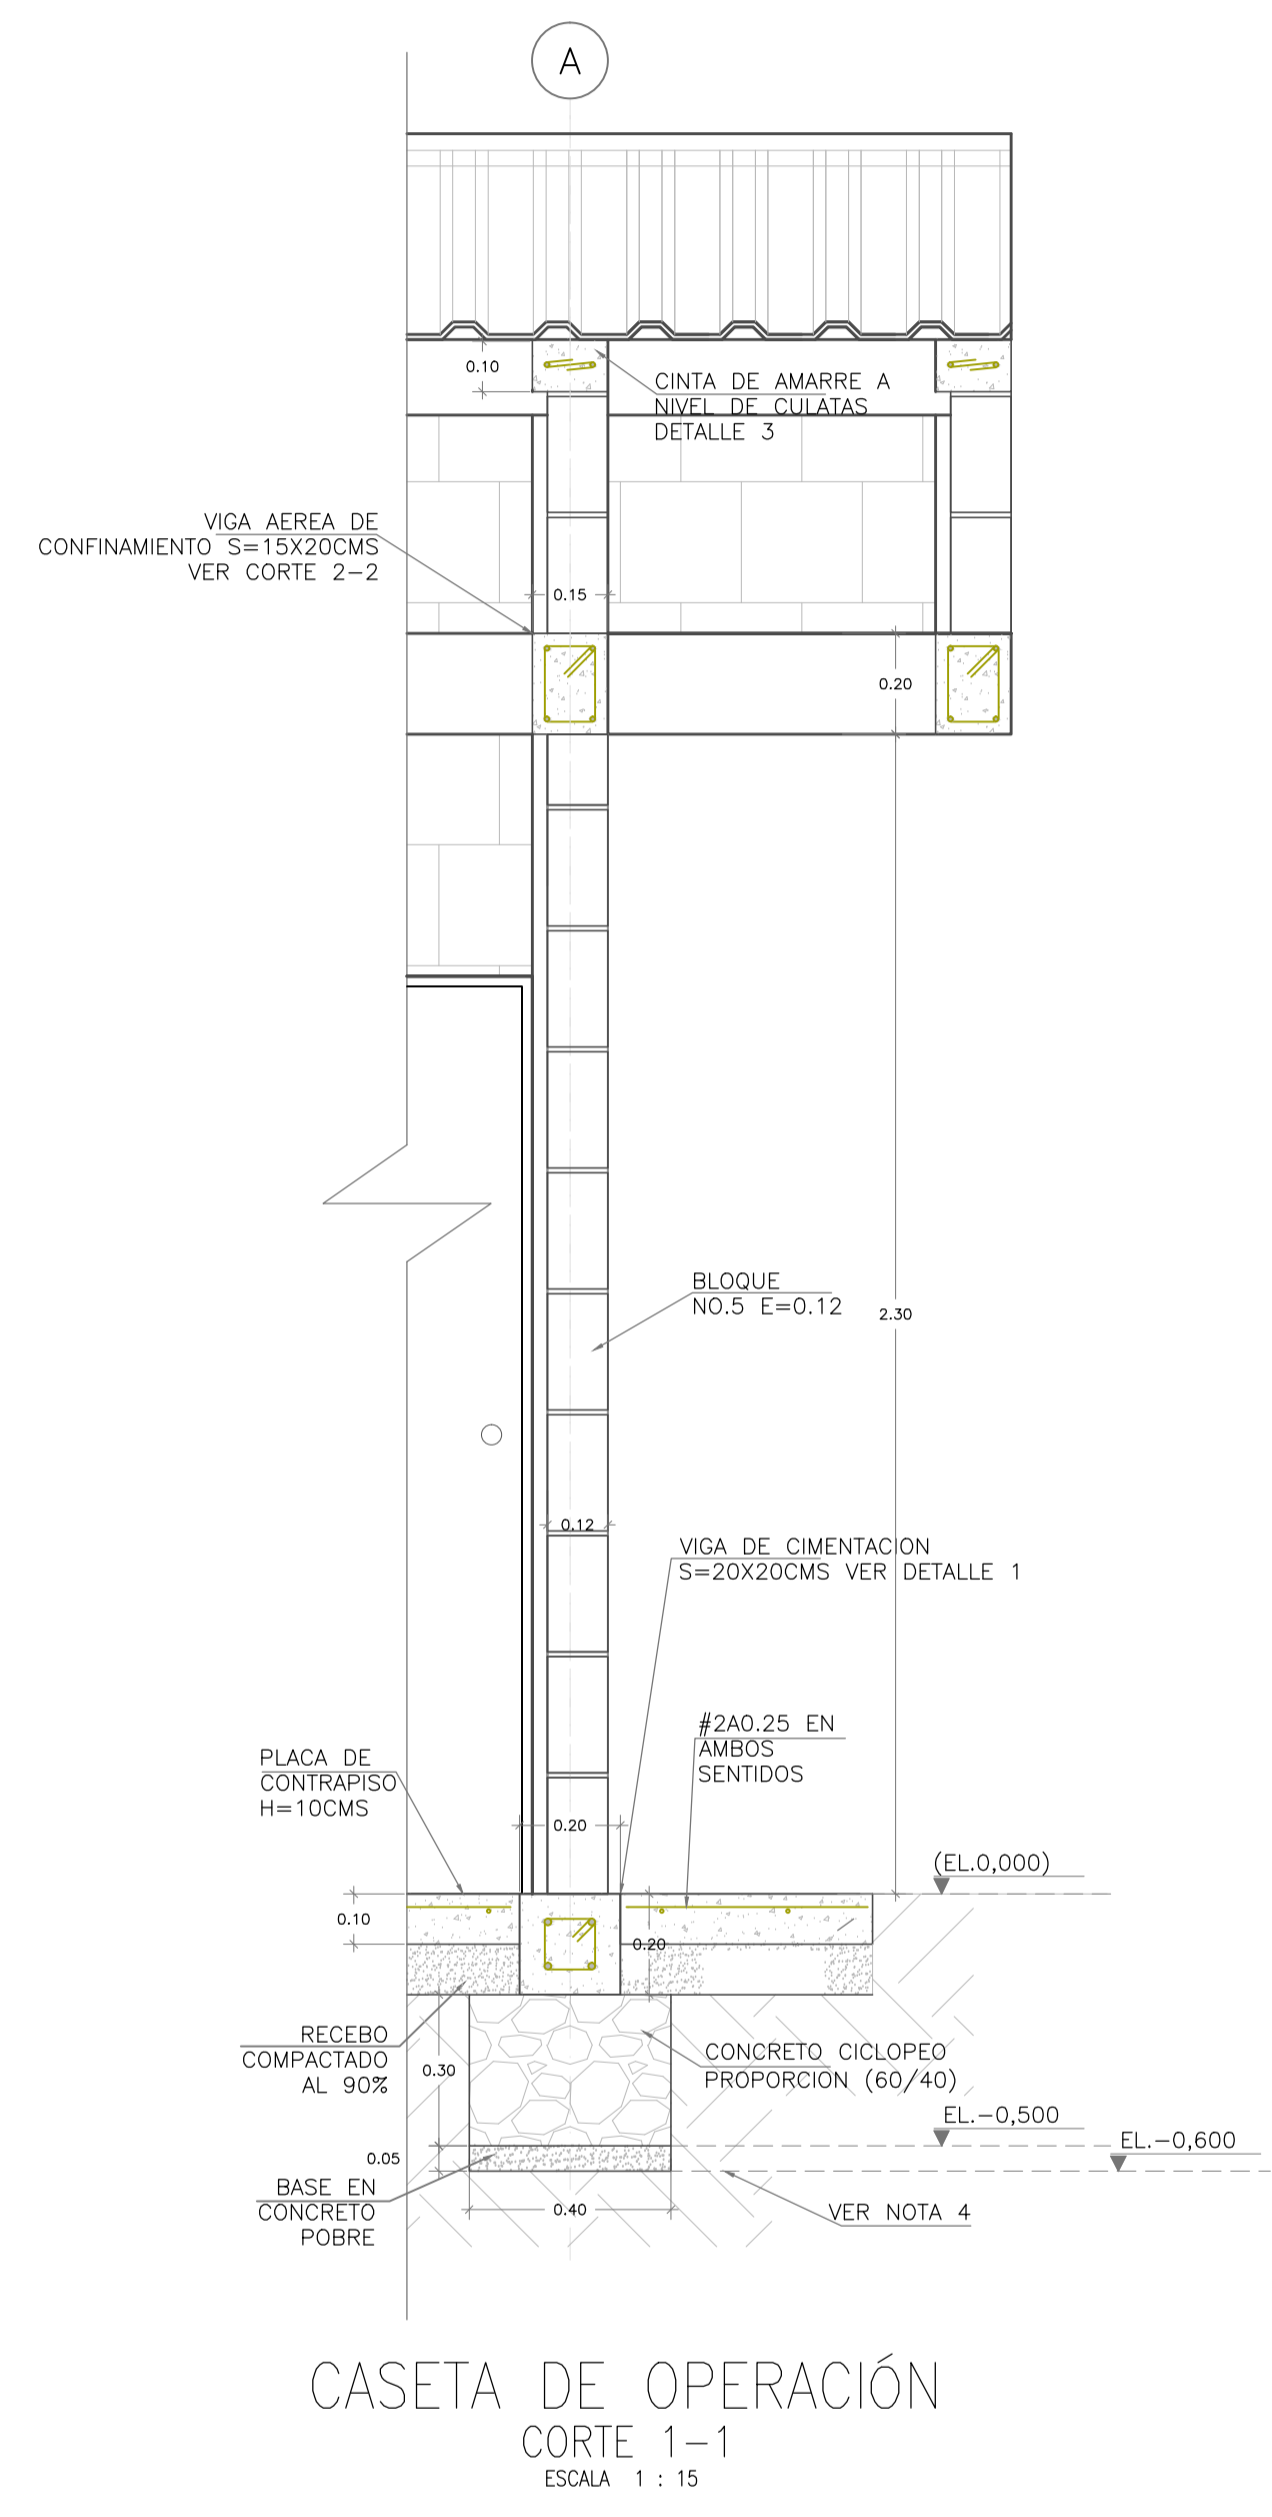 A
0.10
CINTA DE AMARRE A
NIVEL DE CULATAS
DETALLE 3
VIGA AEREA DE
CONFINAMIENTO S=15X20CMS
VER CORTE 2-2
0.15
0.20
BLOQUE
NO.5 E=0.12
2.30
0.12
VIGA DE CIMENTACION
S=20X20CMS VER DETALLE 1
#2A0.25 EN
AMBOS
SENTIDOS
PLACA DE
CONTRAPISO
H=10CMS
0.20
(EL.0,000)
0.10
0.20
RECEBO
COMPACTADO
AL 90%
0.30
CONCRETO CICLOPEO
PROPORCION (60/40)
EL.-0,500
EL.-0,600
0.05
BASE EN
CONCRETO
POBRE
0.40
VER NOTA 4
CASETA DE OPERACIÓN
CORTE 1-1
ESCALA 1 : 15